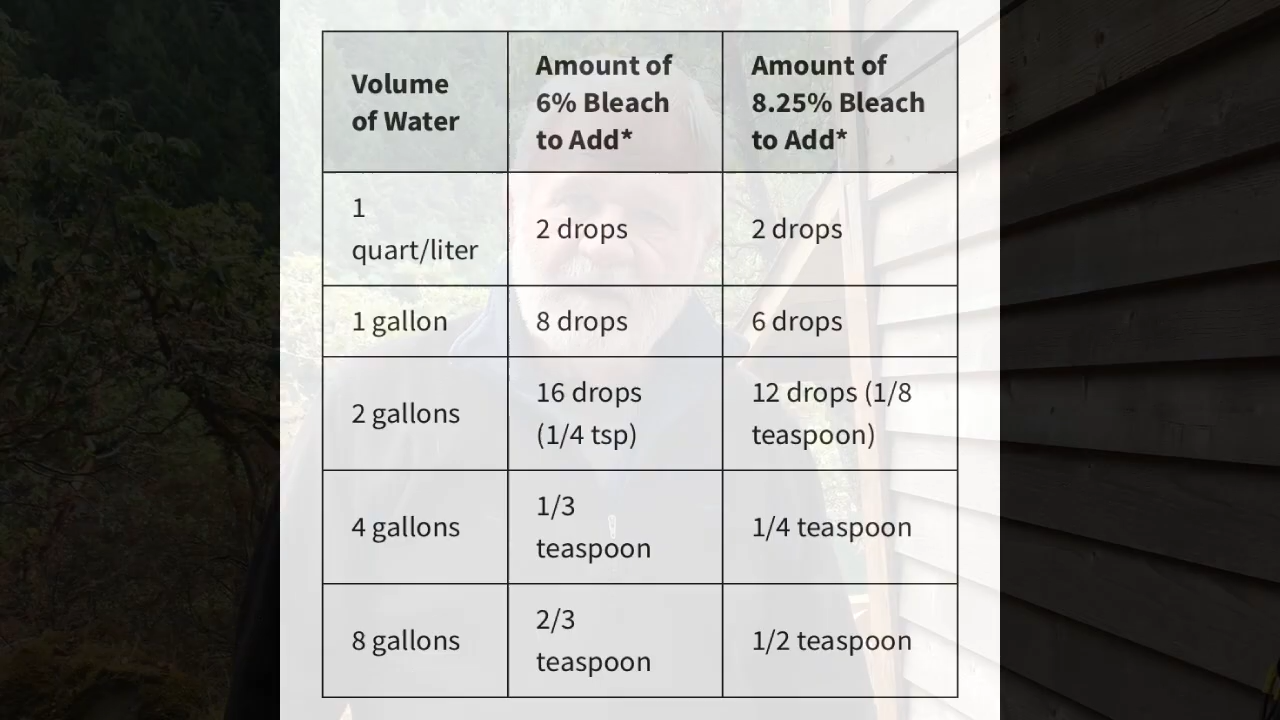 Volume
of Water
Amount of
6% Bleach
to Add*
Amount of
8.25% Bleach
to Add*
1
quart/liter
2 drops
2 drops
1 gallon
8 drops
6 drops
2 gallons
16 drops
(1/4 tsp)
12 drops (1/8
teaspoon)
4 gallons
1/3
teaspoon
1/4 teaspoon
8 gallons
2/3
teaspoon
1/2 teaspoon